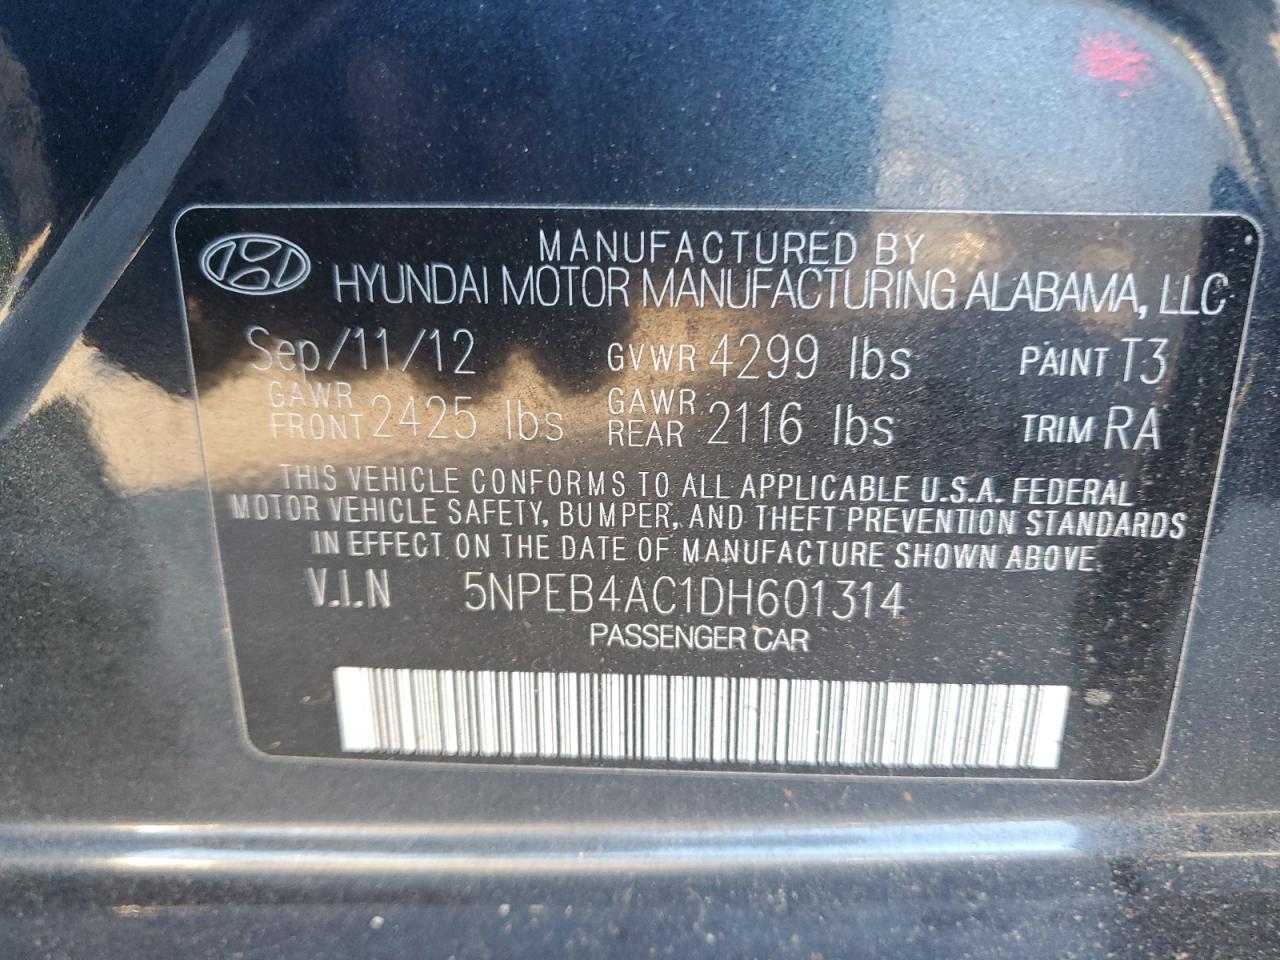 MANUFACTURED BY
HYUNDAI MOTOR MANUFACTURING ALABAMA, LLC
Sep/11/12 GVWR 4299 lbs PAINT T3
GAWR FRONT 2425 lbs GAWR REAR 2116 lbs TRIM RA
THIS VEHICLE CONFORMS TO ALL APPLICABLE U.S.A. FEDERAL
MOTOR VEHICLE SAFETY, BUMPER, AND THEFT PREVENTION STANDARDS
IN EFFECT ON THE DATE OF MANUFACTURE SHOWN ABOVE.
V.I.N 5NPEB4AC1DH601314
PASSENGER CAR